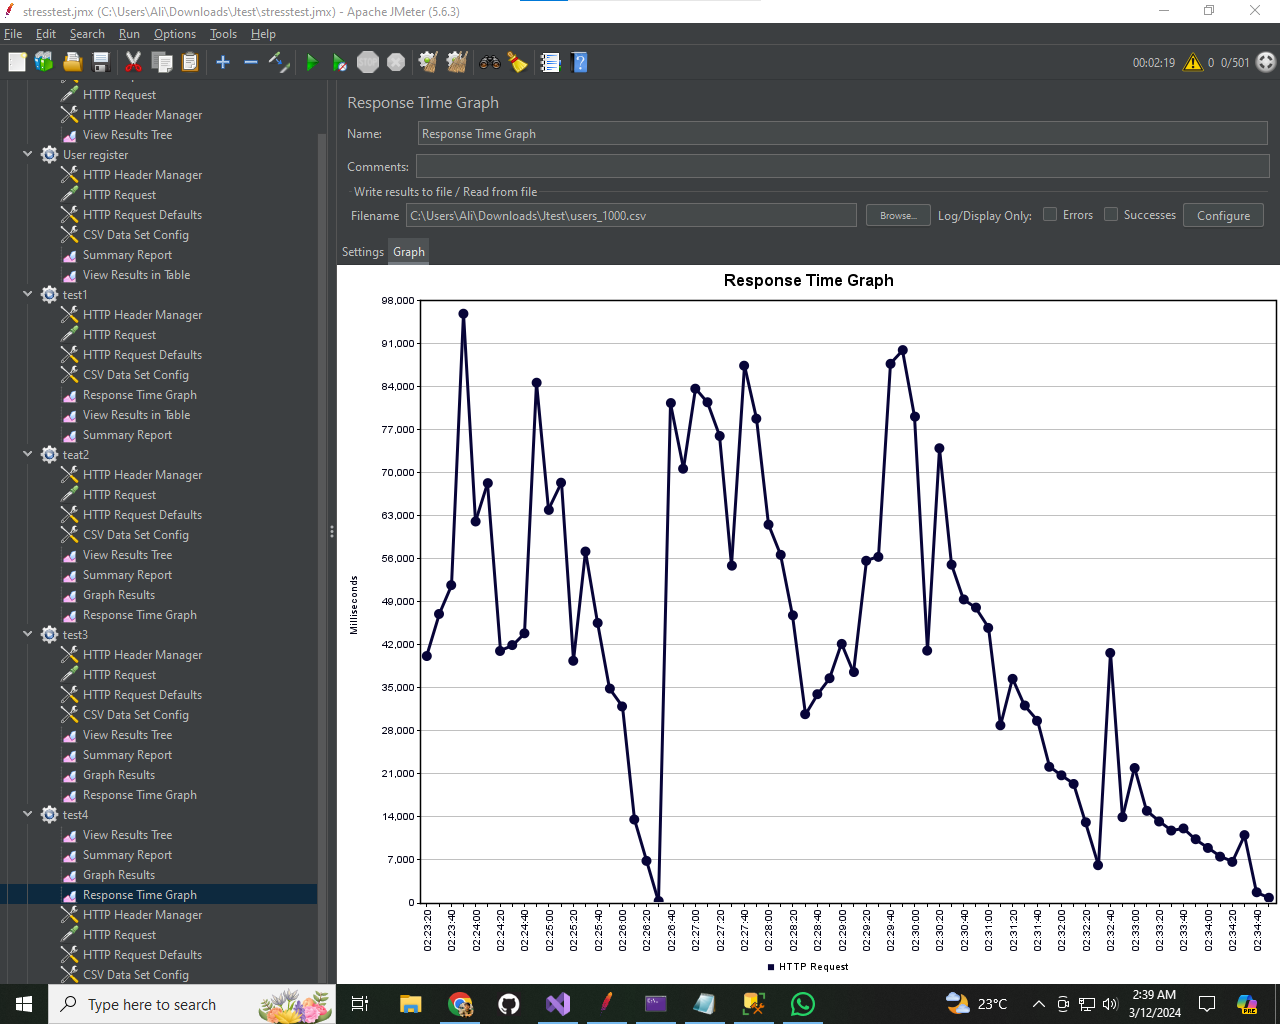 stresstest.jmx (C:\Users\Ali\Downloads\Jtest\stresstest.jmx) - Apache JMeter (5.6.3)
File Edit Search Run Options Tools Help
00:02:19 0 0/501
HTTP Request
HTTP Header Manager
View Results Tree
User register
HTTP Header Manager
HTTP Request
HTTP Request Defaults
CSV Data Set Config
Summary Report
View Results in Table
test1
HTTP Header Manager
HTTP Request
HTTP Request Defaults
CSV Data Set Config
Response Time Graph
View Results in Table
Summary Report
teat2
HTTP Header Manager
HTTP Request
HTTP Request Defaults
CSV Data Set Config
View Results Tree
Summary Report
Graph Results
Response Time Graph
test3
HTTP Header Manager
HTTP Request
HTTP Request Defaults
CSV Data Set Config
View Results Tree
Summary Report
Graph Results
Response Time Graph
test4
View Results Tree
Summary Report
Graph Results
Response Time Graph
HTTP Header Manager
HTTP Request
HTTP Request Defaults
CSV Data Set Config
Response Time Graph
Name: Response Time Graph
Comments:
Write results to file / Read from file
Filename C:\Users\Ali\Downloads\Jtest\users_1000.csv Browse... Log/Display Only: Errors Successes Configure
Settings Graph
Response Time Graph
98,000
91,000
84,000
77,000
70,000
63,000
56,000
49,000
42,000
35,000
28,000
21,000
14,000
7,000
0
Milliseconds
02:23:20
02:23:40
02:24:00
02:24:20
02:24:40
02:25:00
02:25:20
02:25:40
02:26:00
02:26:20
02:26:40
02:27:00
02:27:20
02:27:40
02:28:00
02:28:20
02:28:40
02:29:00
02:29:20
02:29:40
02:30:00
02:30:20
02:30:40
02:31:00
02:31:20
02:31:40
02:32:00
02:32:20
02:32:40
02:33:00
02:33:20
02:33:40
02:34:00
02:34:20
02:34:40
HTTP Request
Type here to search
23°C
2:39 AM
3/12/2024
PRE